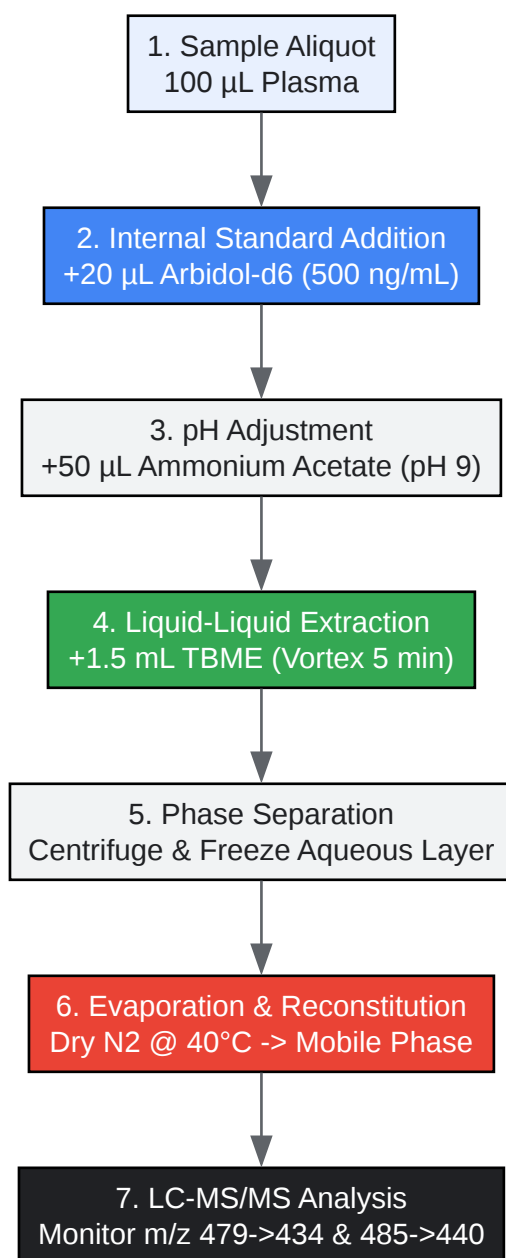 1. Sample Aliquot
100 µL Plasma
2. Internal Standard Addition
+20 µL Arbidol-d6 (500 ng/mL)
3. pH Adjustment
+50 µL Ammonium Acetate (pH 9)
4. Liquid-Liquid Extraction
+1.5 mL TBME (Vortex 5 min)
5. Phase Separation
Centrifuge & Freeze Aqueous Layer
6. Evaporation & Reconstitution
Dry N2 @ 40°C -> Mobile Phase
7. LC-MS/MS Analysis
Monitor m/z 479->434 & 485->440